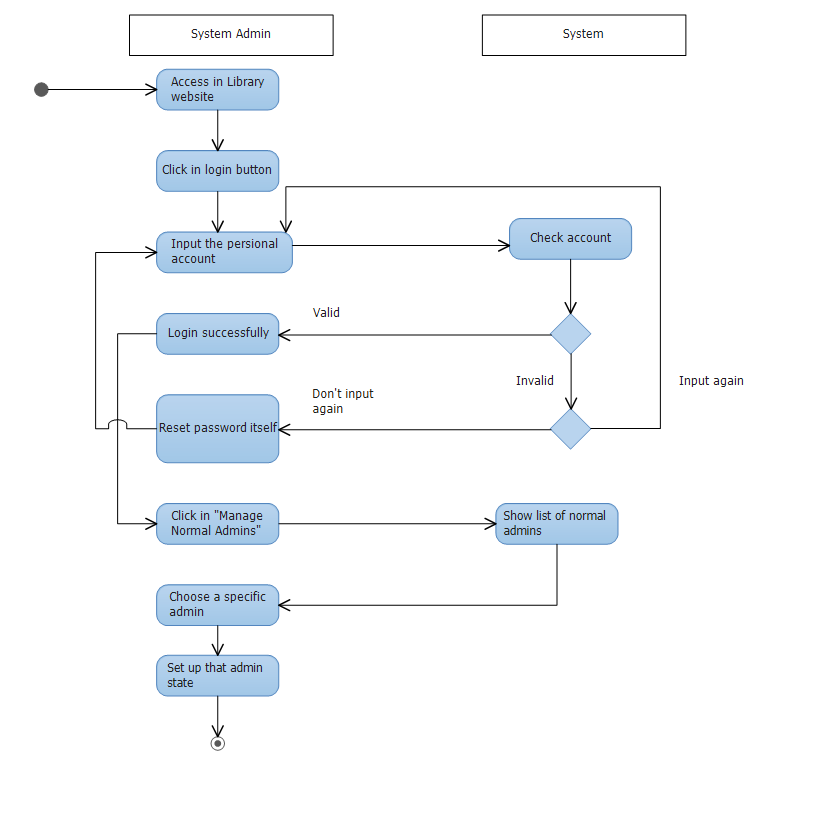 System Admin
System
Access in Library
website
Click in login button
Input the persional
account
Check account
Valid
Login successfully
Invalid
Input again
Don't input
again
Reset password itself
Click in "Manage
Normal Admins"
Show list of normal
admins
Choose a specific
admin
Set up that admin
state